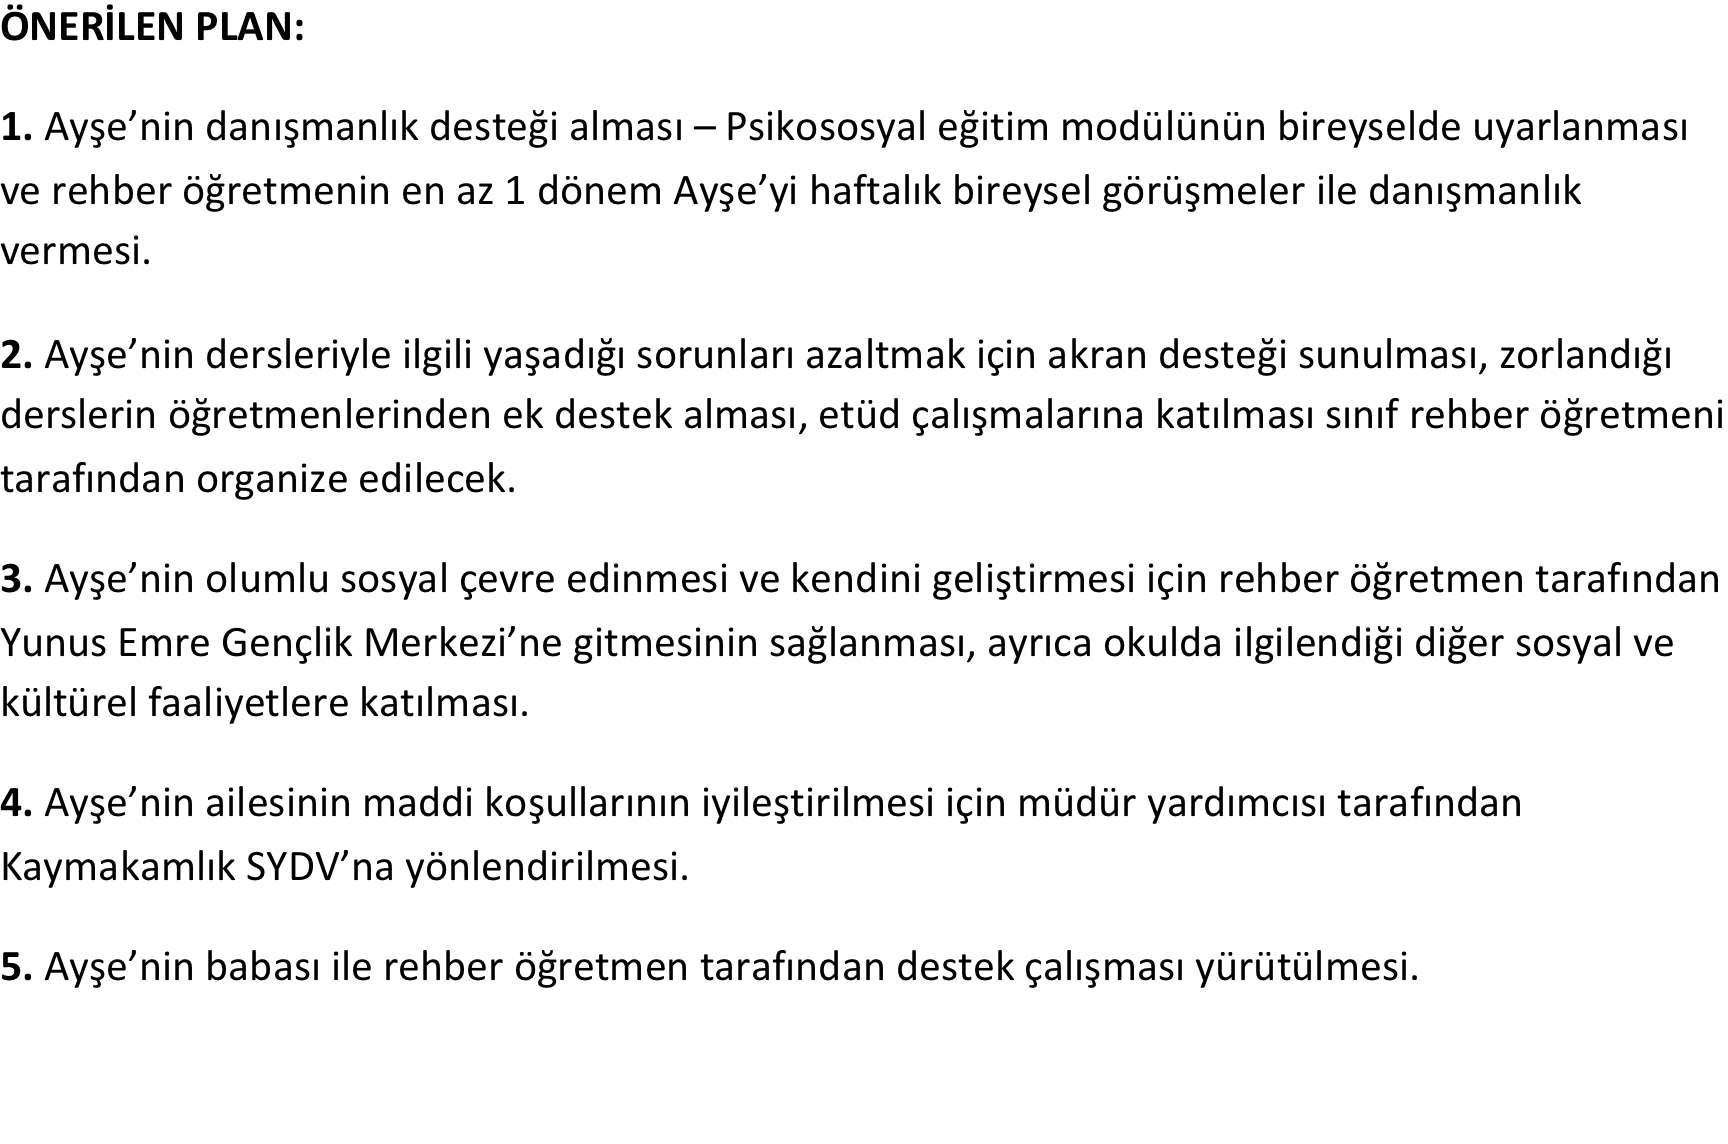 ÖNERİLEN PLAN:
1. Ayşe’nin danışmanlık desteği alması – Psikososyal eğitim modülünün bireyselde uyarlanması
ve rehber öğretmenin en az 1 dönem Ayşe’yi haftalık bireysel görüşmeler ile danışmanlık
vermesi.
2. Ayşe’nin dersleriyle ilgili yaşadığı sorunları azaltmak için akran desteği sunulması, zorlandığı
derslerin öğretmenlerinden ek destek alması, etüd çalışmalarına katılması sınıf rehber öğretmeni
tarafından organize edilecek.
3. Ayşe’nin olumlu sosyal çevre edinmesi ve kendini geliştirmesi için rehber öğretmen tarafından
Yunus Emre Gençlik Merkezi’ne gitmesinin sağlanması, ayrıca okulda ilgilendiği diğer sosyal ve
kültürel faaliyetlere katılması.
4. Ayşe’nin ailesinin maddi koşullarının iyileştirilmesi için müdür yardımcısı tarafından
Kaymakamlık SYDV’na yönlendirilmesi.
5. Ayşe’nin babası ile rehber öğretmen tarafından destek çalışması yürütülmesi.